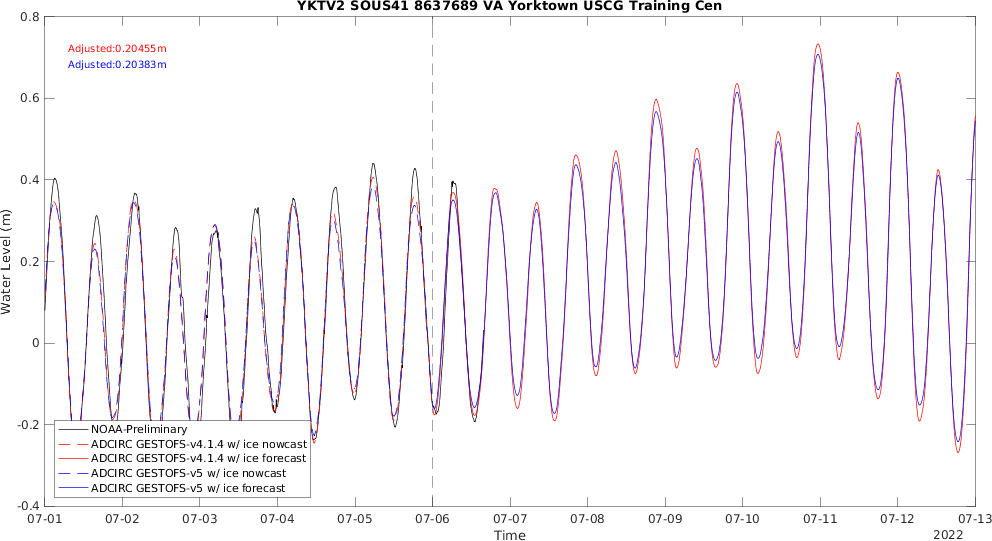 YKTV2 SOUS41 8637689 VA Yorktown USCG Training Cen
0.8
Adjusted:0.20455m
Adjusted:0.20383m
0.6
0.4
0.2
0
-0.2
-0.4
Water Level (m)
NOAA-Preliminary
ADCIRC GESTOFS-v4.1.4 w/ ice nowcast
ADCIRC GESTOFS-v4.1.4 w/ ice forecast
ADCIRC GESTOFS-v5 w/ ice nowcast
ADCIRC GESTOFS-v5 w/ ice forecast
07-01 07-02 07-03 07-04 07-05 07-06 07-07 07-08 07-09 07-10 07-11 07-12 07-13
Time
2022